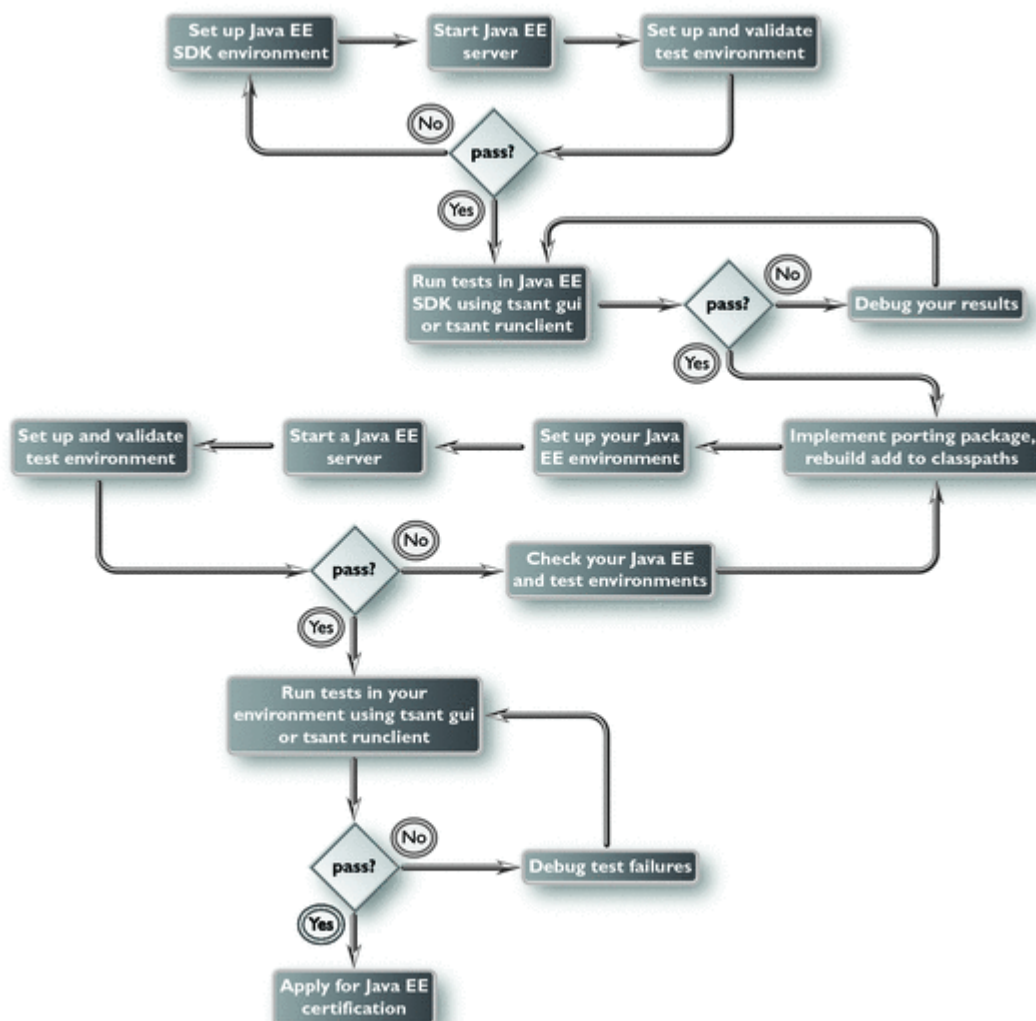 Set up Java EE
SDK environment
Start Java EE
server
Set up and validate
test environment
No
pass?
Yes
Run tests in Java EE
SDK using tsant gui
or tsant runclient
pass?
No
Debug your results
Yes
Set up and validate
test environment
Start a Java EE
server
Set up your Java
EE environment
Implement porting package,
rebuild add to classpaths
pass?
No
Check your Java EE
and test environments
Yes
Run tests in your
environment using tsant gui
or tsant runclient
pass?
No
Debug test failures
Yes
Apply for Java EE
certification